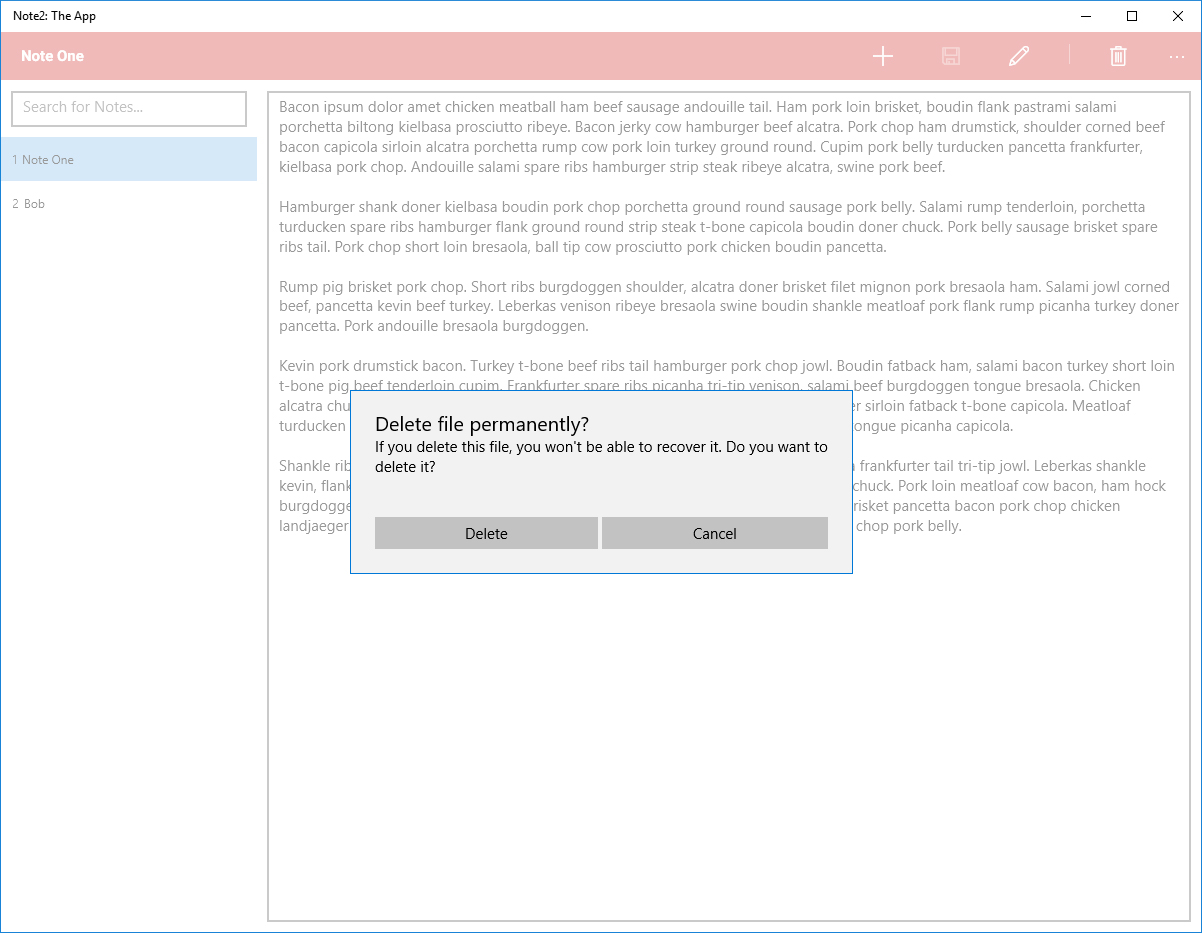 Note2: The App
Note One
Search for Notes...
1 Note One
2 Bob
Bacon ipsum dolor amet chicken meatball ham beef sausage andouille tail. Ham pork loin brisket, boudin flank pastrami salami
porchetta biltong kielbasa prosciutto ribeye. Bacon jerky cow hamburger beef alcatra. Pork chop ham drumstick, shoulder corned beef
bacon capicola sirloin alcatra porchetta rump cow pork loin turkey ground round. Cupim pork belly turducken pancetta frankfurter,
kielbasa pork chop. Andouille salami spare ribs hamburger strip steak ribeye alcatra, swine pork beef.
Hamburger shank doner kielbasa boudin pork chop porchetta ground round sausage pork belly. Salami rump tenderloin, porchetta
turducken spare ribs hamburger flank ground round strip steak t-bone capicola boudin doner chuck. Pork belly sausage brisket spare
ribs tail. Pork chop short loin bresaola, ball tip cow prosciutto pork chicken boudin pancetta.
Rump pig brisket pork chop. Short ribs burgdoggen shoulder, alcatra doner brisket filet mignon pork bresaola ham. Salami jowl corned
beef, pancetta kevin beef turkey. Leberkas venison ribeye bresaola swine boudin shankle meatloaf pork flank rump picanha turkey doner
pancetta. Pork andouille bresaola burgdoggen.
Kevin pork drumstick bacon. Turkey t-bone beef ribs tail hamburger pork chop jowl. Boudin fatback ham, salami bacon turkey short loin
t-bone pig beef tenderloin cupim. Frankfurter spare ribs picanha tri-tip venison, salami beef burgdoggen tongue bresaola. Chicken
alcatra sirloin fatback t-bone capicola. Meatloaf
turducken picanha capicola.
Shankle frankfurter tail tri-tip jowl. Leberkas shankle
kevin, chuck. Pork loin meatloaf cow bacon, ham hock
pancetta bacon pork chop chicken
landjaeger chop pork belly.
Delete file permanently?
If you delete this file, you won't be able to recover it. Do you want to
delete it?
Delete
Cancel